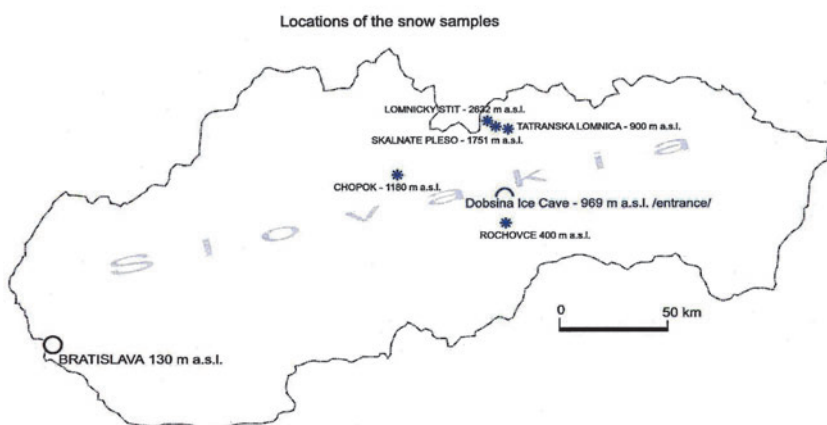 Locations of the snow samples
LOMNICKY STIT - 2632 m a.s.l.
TATRANSKA LOMNICA - 900 m a.s.l.
SKALNATE PLESO - 1751 m a.s.l.
Slovakia
CHOPOK - 1180 m a.s.l.
Dobsina Ice Cave - 969 m a.s.l. /entrance/
ROCHOVCE 400 m a.s.l.
0 50 km
BRATISLAVA 130 m a.s.l.